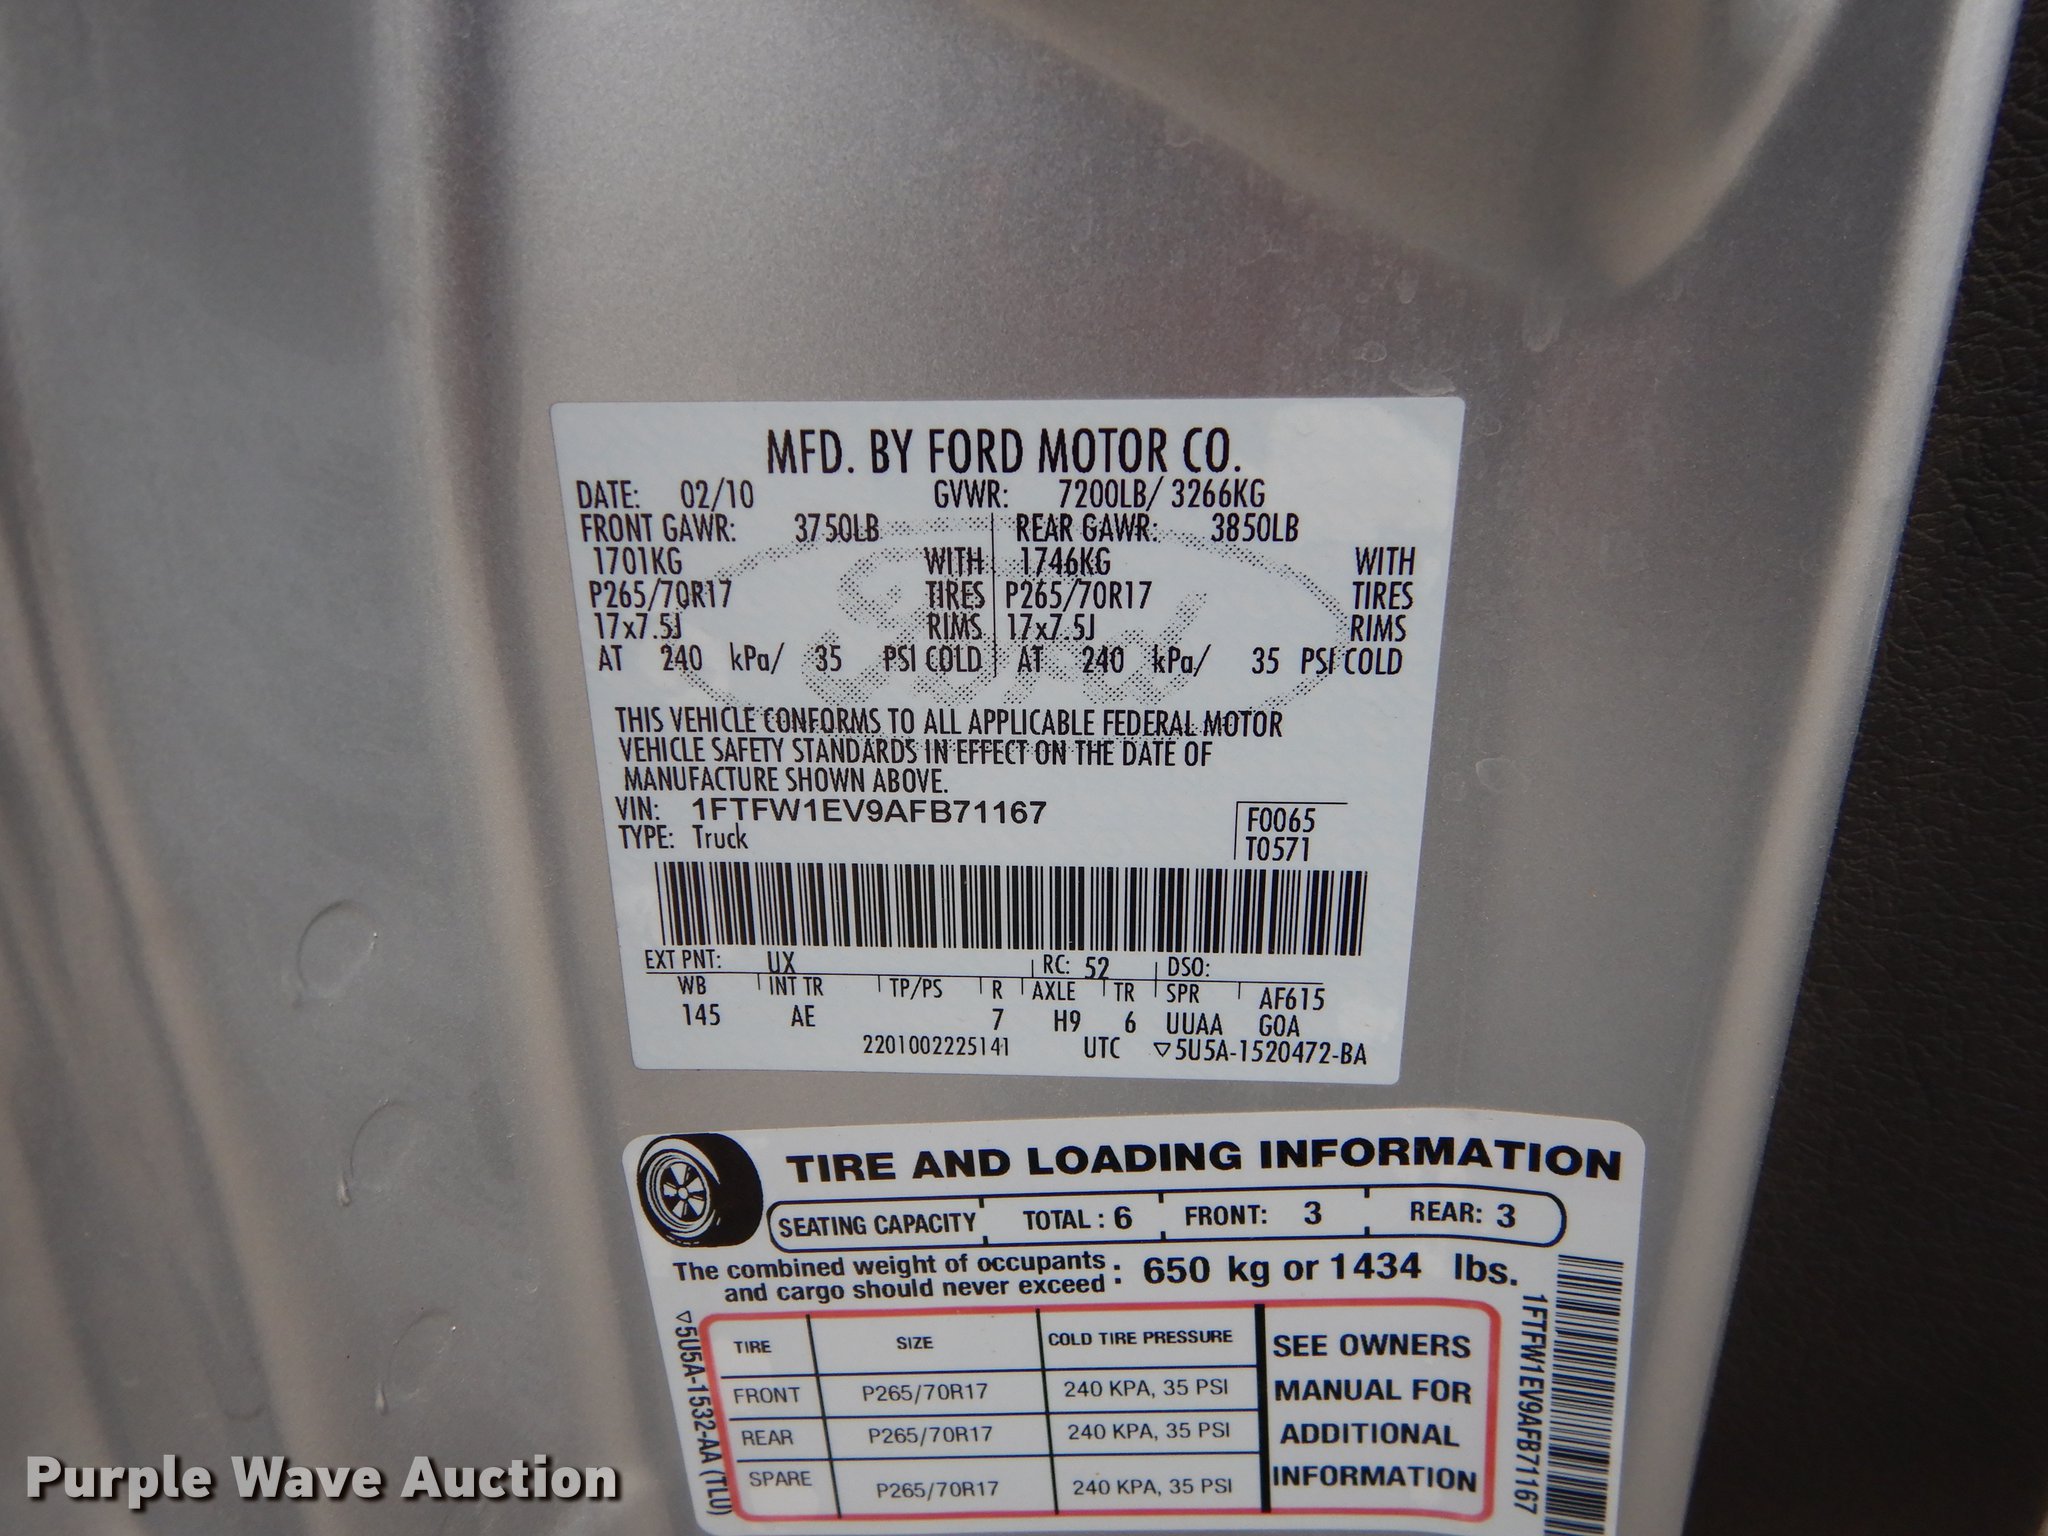 MFD. BY FORD MOTOR CO.
DATE: 02/10 GVWR: 7200LB/ 3266KG
FRONT GAWR: 3750LB REAR GAWR: 3850LB
1701KG WITH 1746KG WITH
P265/70R17 TIRES P265/70R17 TIRES
17x7.5J RIMS 17x7.5J RIMS
AT 240 kPa/ 35 PSI COLD AT 240 kPa/ 35 PSI COLD
Ford
THIS VEHICLE CONFORMS TO ALL APPLICABLE FEDERAL MOTOR
VEHICLE SAFETY STANDARDS IN EFFECT ON THE DATE OF
MANUFACTURE SHOWN ABOVE.
VIN: 1FTFW1EV9AFB71167 F0065
TYPE: Truck T0571
EXT PNT: UX RC: 52 DSO:
WB INT TR TP/PS R AXLE TR SPR AF615
145 AE 7 H9 6 UUAA GOA
2201002225141 UTC ▽5U5A-1520472-BA
TIRE AND LOADING INFORMATION
SEATING CAPACITY TOTAL : 6 FRONT: 3 REAR: 3
The combined weight of occupants : 650 kg or 1434 lbs.
and cargo should never exceed :
TIRE SIZE COLD TIRE PRESSURE SEE OWNERS
FRONT P265/70R17 240 KPA, 35 PSI MANUAL FOR
REAR P265/70R17 240 KPA, 35 PSI ADDITIONAL
SPARE P265/70R17 240 KPA, 35 PSI INFORMATION
▽5U5A-1532-AA (TLU)
1FTFW1EV9AFB71167
Purple Wave Auction